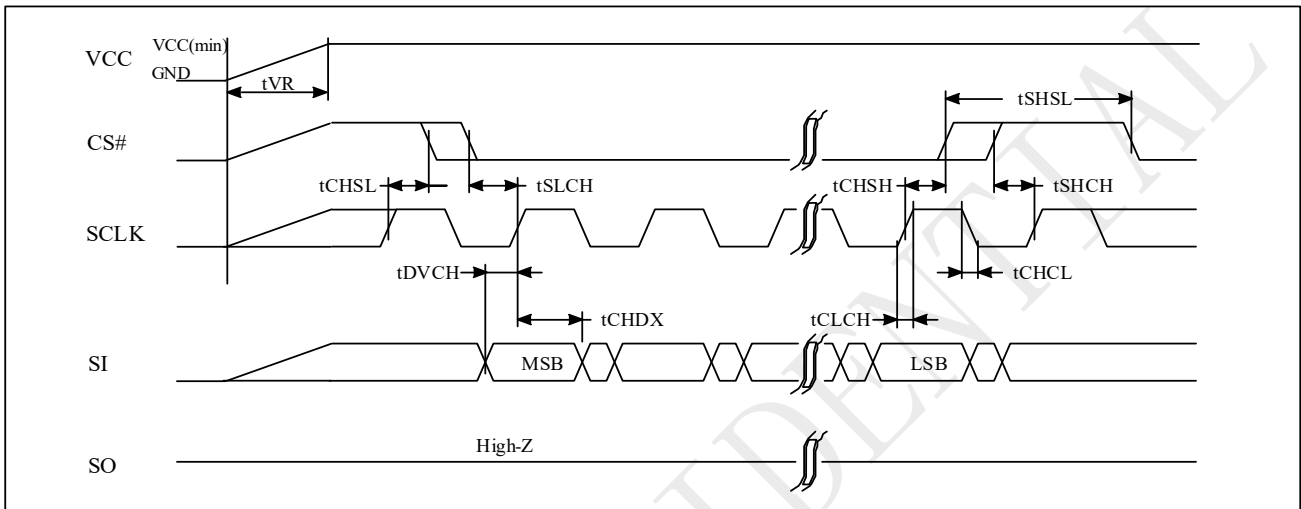 VCC
VCC(min)
GND
tVR
tSHSL
CS#
tCHSL
tSLCH
tCHSH
tSHCH
SCLK
tDVCH
tCHCL
tCHDX
tCLCH
SI
MSB
LSB
High-Z
SO
IDENTIAL